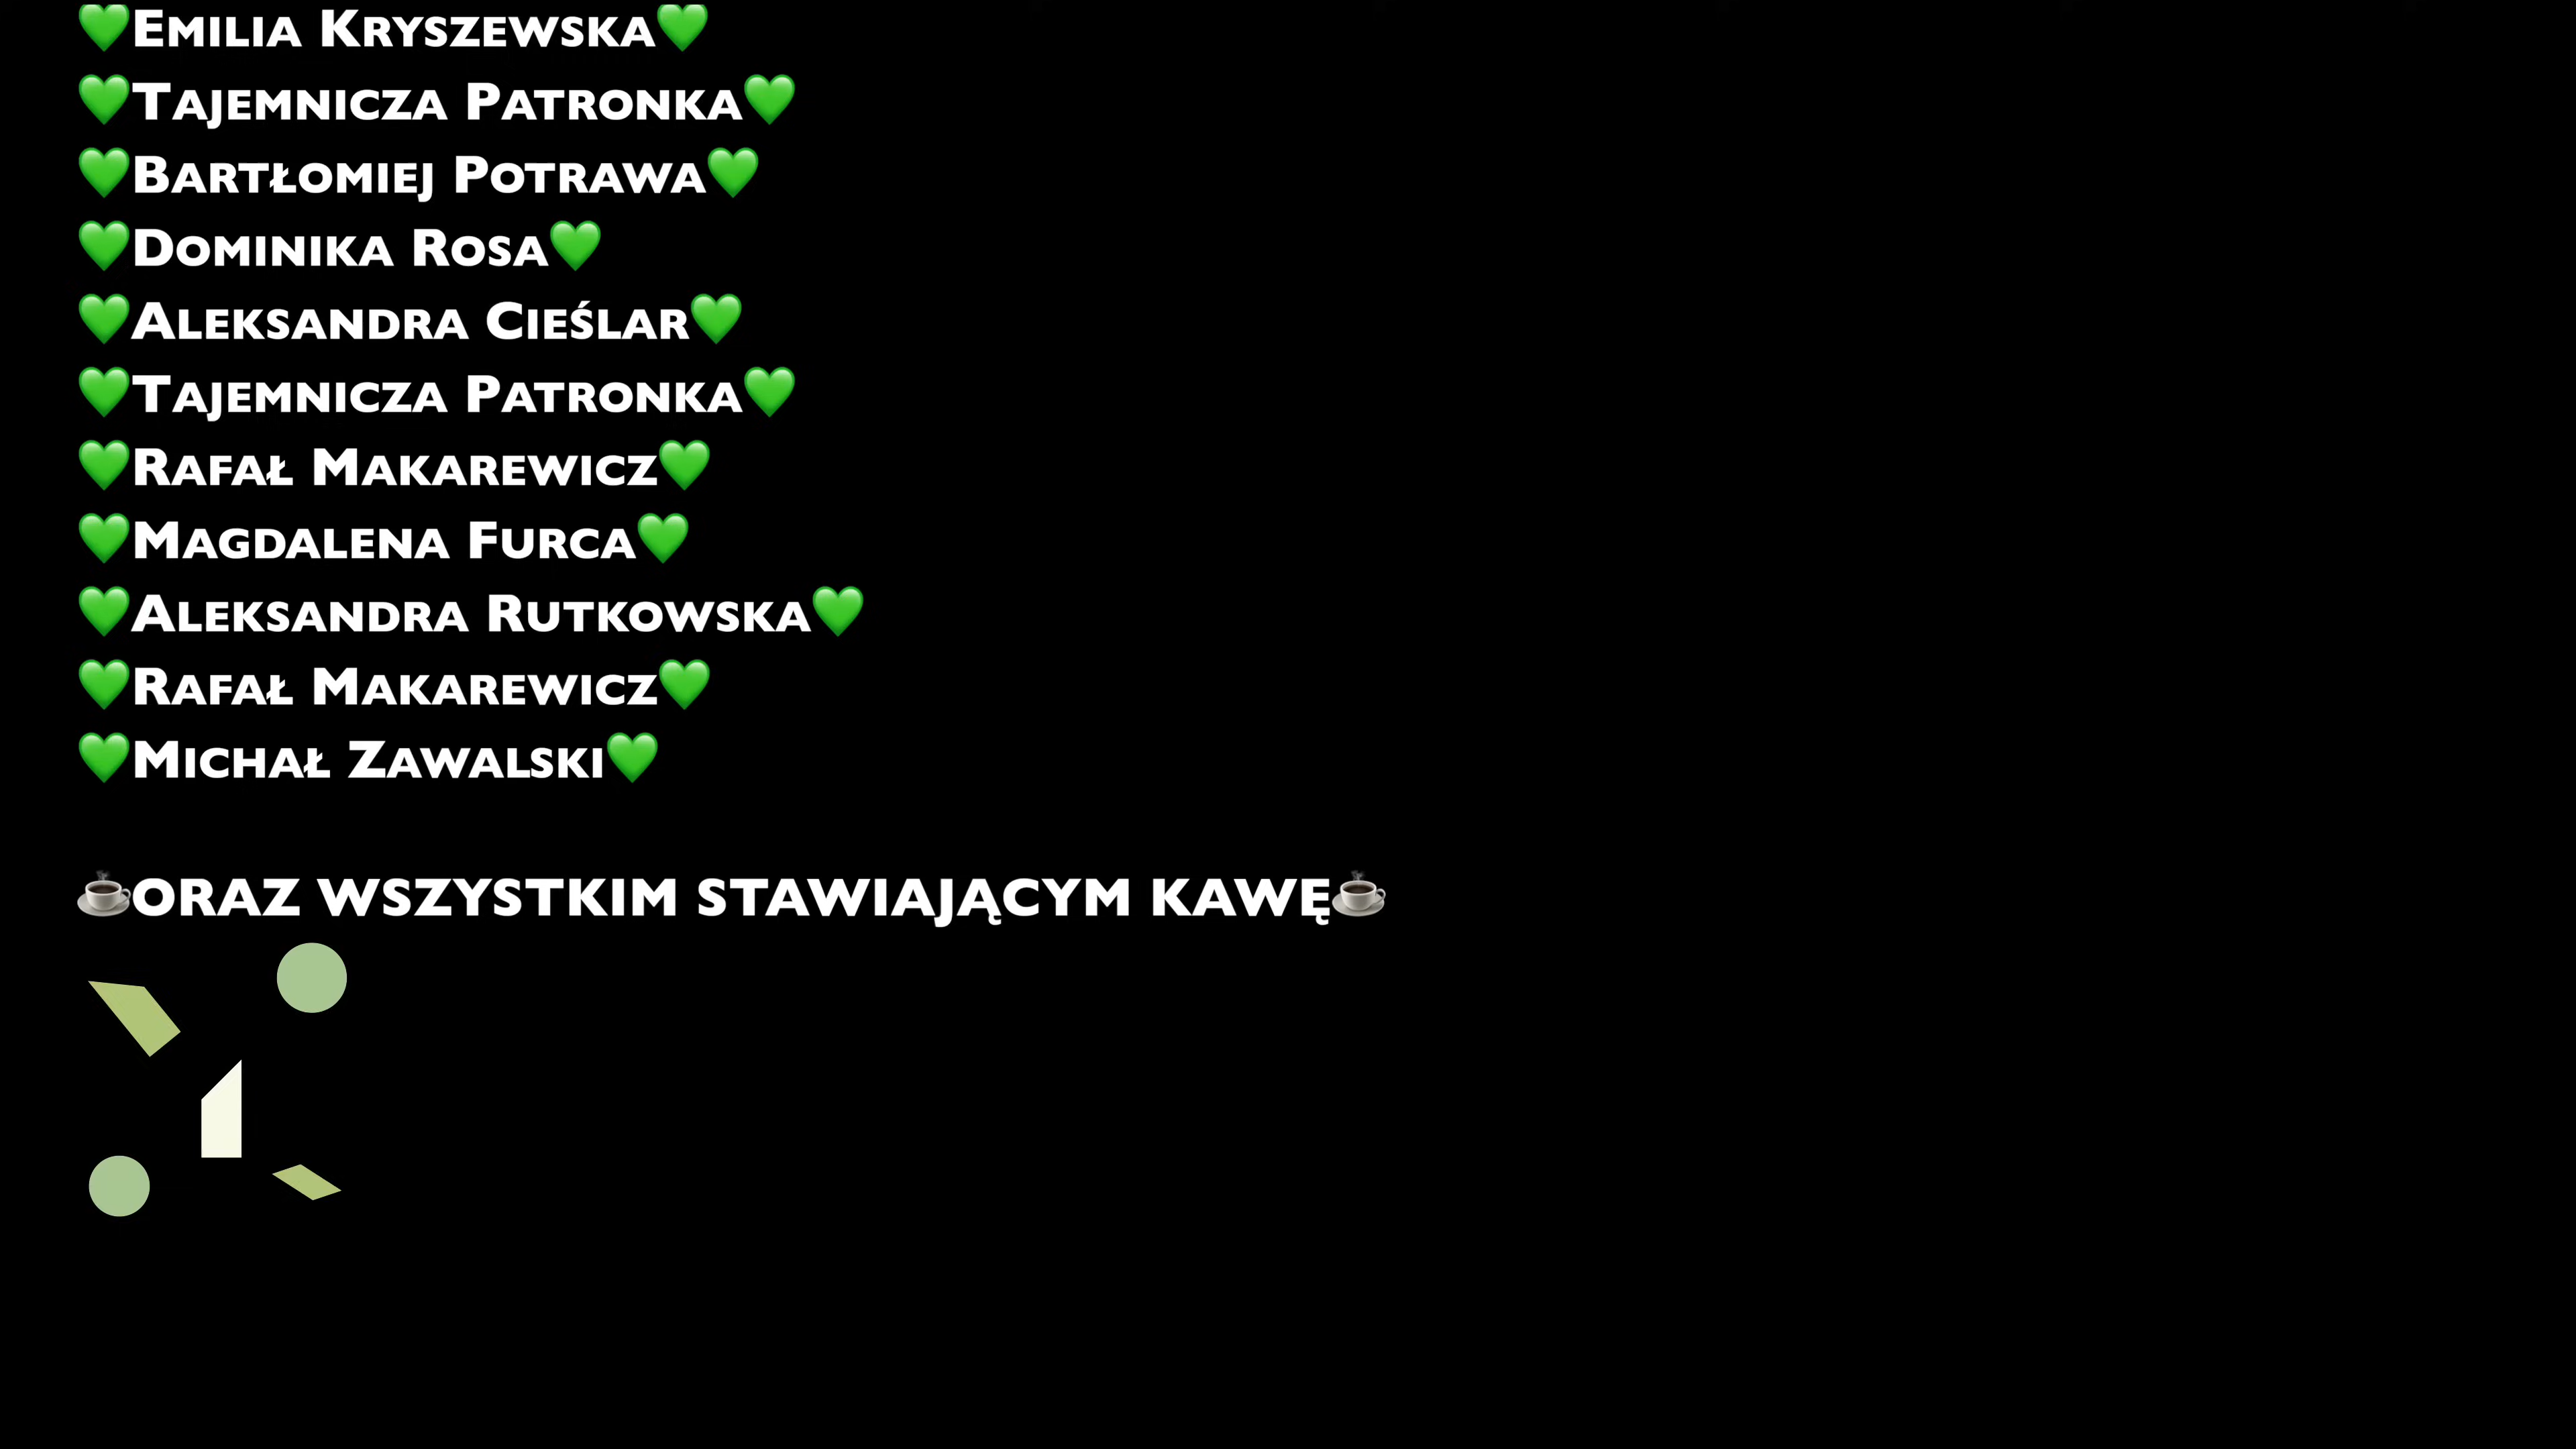 💚Emilia Kryszewska💚
💚Tajemnicza Patronka💚
💚Bartłomiej Potrawa💚
💚Dominika Rosa💚
💚Aleksandra Cieślar💚
💚Tajemnicza Patronka💚
💚Rafał Makarewicz💚
💚Magdalena Furca💚
💚Aleksandra Rutkowska💚
💚Rafał Makarewicz💚
💚Michał Zawalski💚
☕ORAZ WSZYSTKIM STAWIAJĄCYM KAWĘ☕